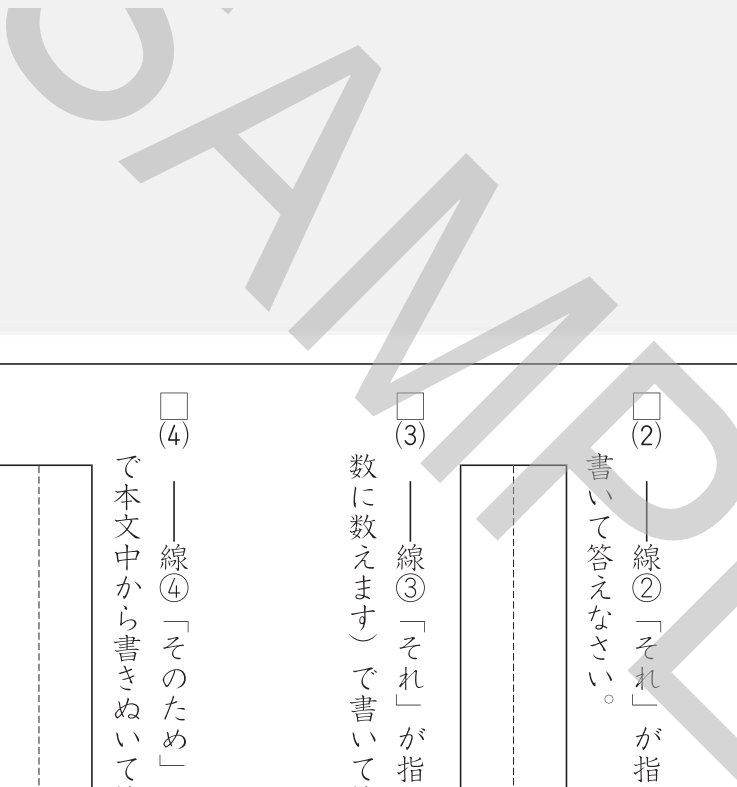 □(2) ――線②「それ」が指
書いて答えなさい。
□(3) ――線③「それ」が指
数に数えます)で書いて
□(4) ――線④「そのため」
で本文中から書きぬいて
SAMPL